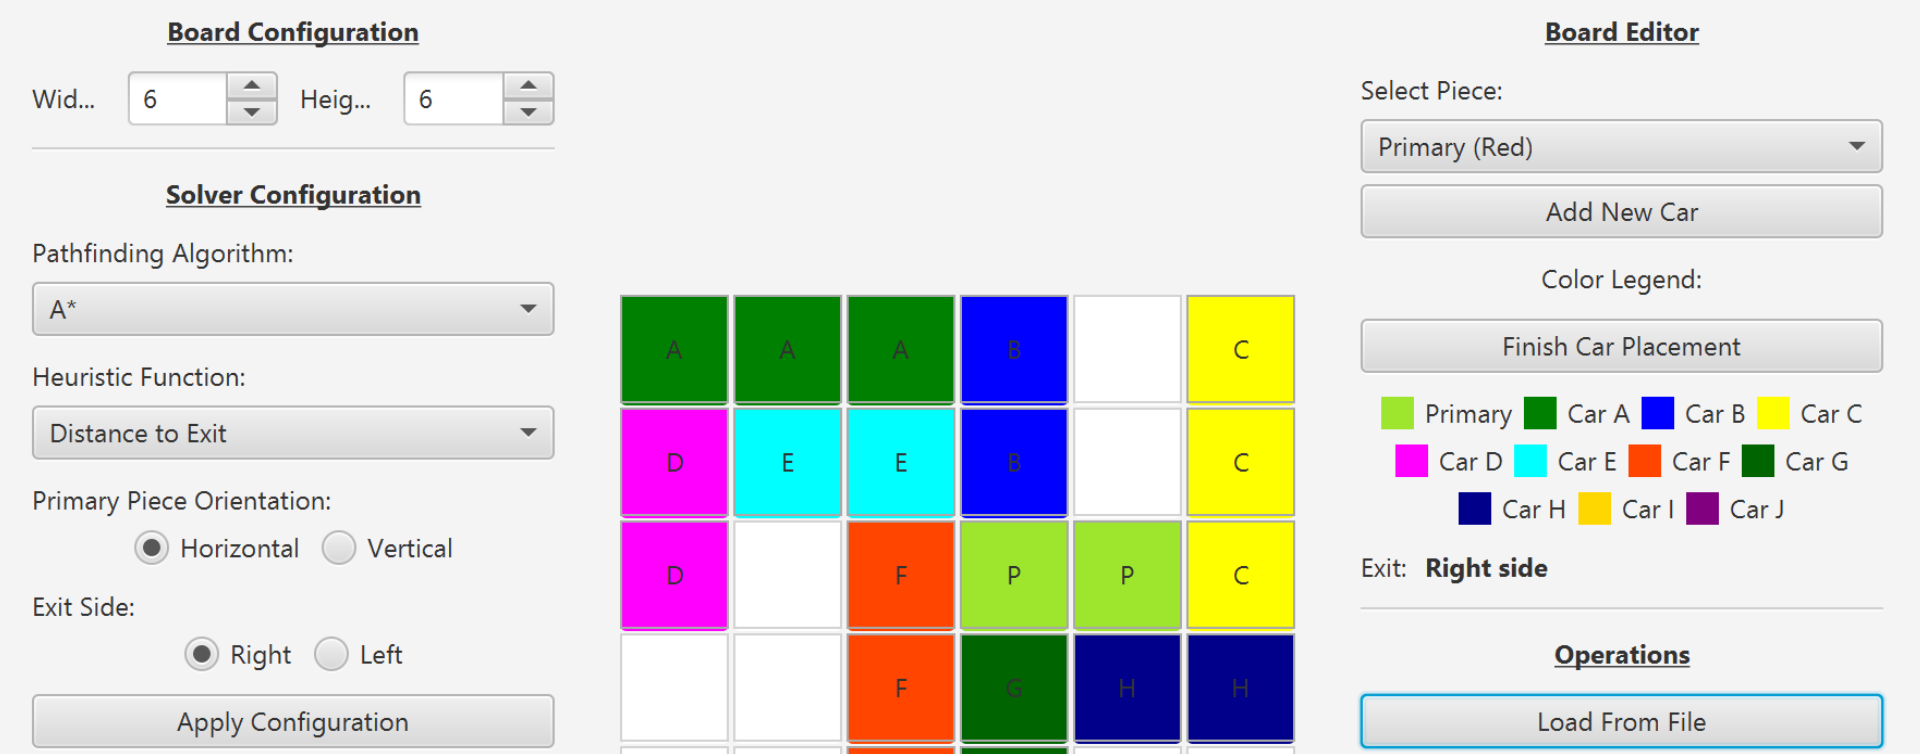 Board Configuration
Wid... 6 Heig... 6
Solver Configuration
Pathfinding Algorithm:
A*
Heuristic Function:
Distance to Exit
Primary Piece Orientation:
Horizontal Vertical
Exit Side:
Right Left
Apply Configuration
A A A B C
D E E B C
D F P P C
F G H H
Board Editor
Select Piece:
Primary (Red)
Add New Car
Color Legend:
Finish Car Placement
Primary Car A Car B Car C
Car D Car E Car F Car G
Car H Car I Car J
Exit: Right side
Operations
Load From File